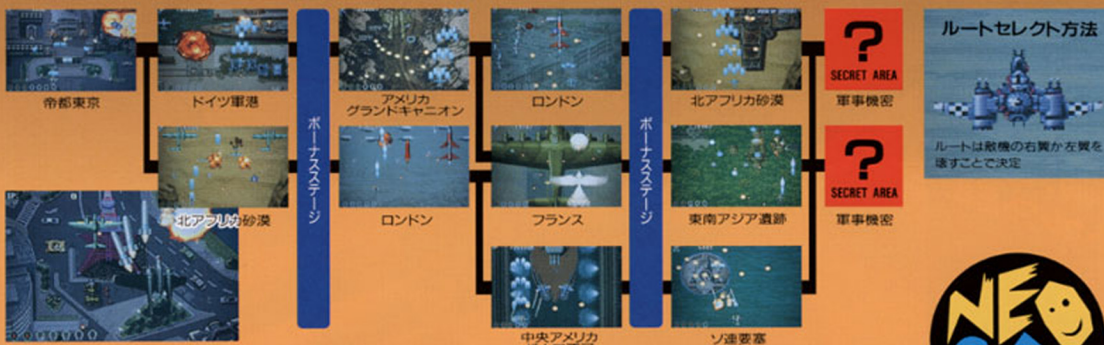 帝都東京
ドイツ軍港
ボーナスステージ
アメリカ
グランドキャニオン
ロンドン
ボーナスステージ
北アフリカ砂漠
?
SECRET AREA
軍事機密
ルートセレクト方法
ルートは敵機の右翼か左翼を
壊すことで決定
北アフリカ砂漠
ロンドン
フランス
東南アジア遺跡
?
SECRET AREA
軍事機密
中央アメリカ
ソ連要塞
NEO